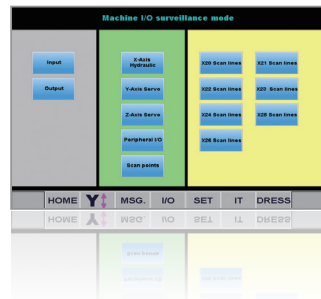 Machine I/O surveillance mode
Input
Output
X-Axis
Hydraulic
Y-Axis Servo
Z-Axis Servo
Peripheral I/O
Scan points
X20 Scan lines
X21 Scan lines
X22 Scan lines
X23 Scan lines
X24 Scan lines
X25 Scan lines
X26 Scan lines
HOME Y MSG. I/O SET IT DRESS